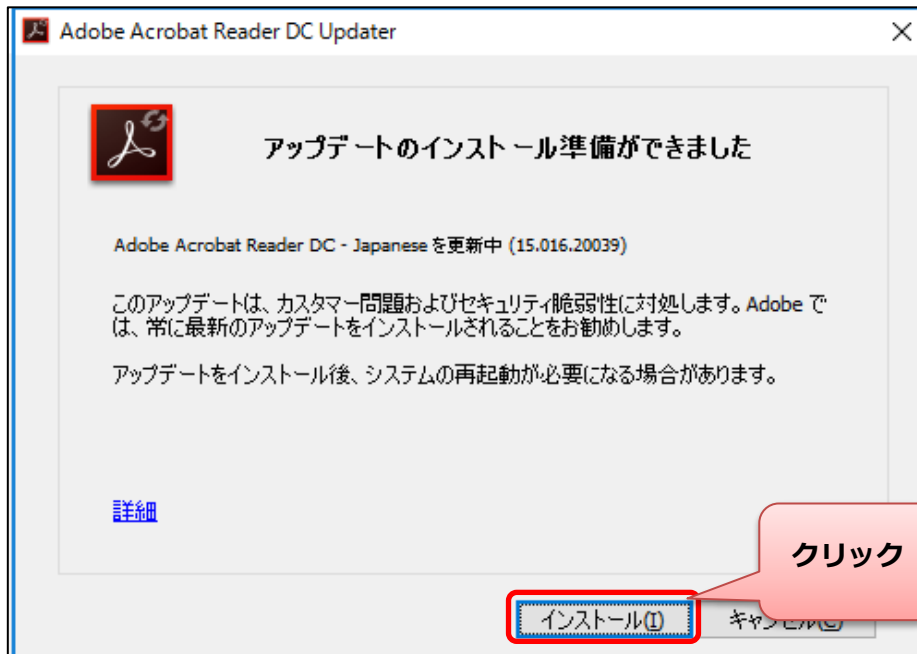 Adobe Acrobat Reader DC Updater
アップデートのインストール準備ができました
Adobe Acrobat Reader DC - Japanese を更新中 (15.016.20039)
このアップデートは、カスタマー問題およびセキュリティ脆弱性に対処します。Adobe で
は、常に最新のアップデートをインストールされることをお勧めします。
アップデートをインストール後、システムの再起動が必要になる場合があります。
詳細
クリック
インストール(I)
キャンセル(C)